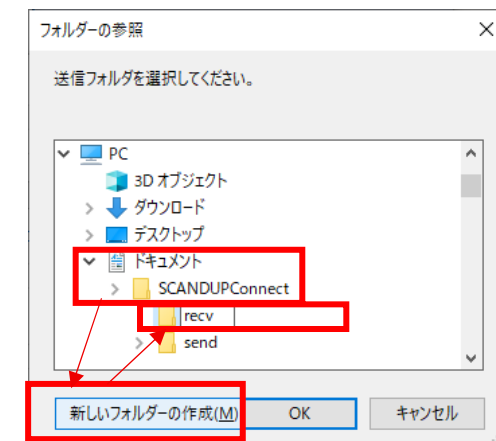 フォルダーの参照
送信フォルダを選択してください。
PC
3D オブジェクト
ダウンロード
デスクトップ
ドキュメント
SCANDUPConnect
recv
send
新しいフォルダーの作成(M)
OK
キャンセル